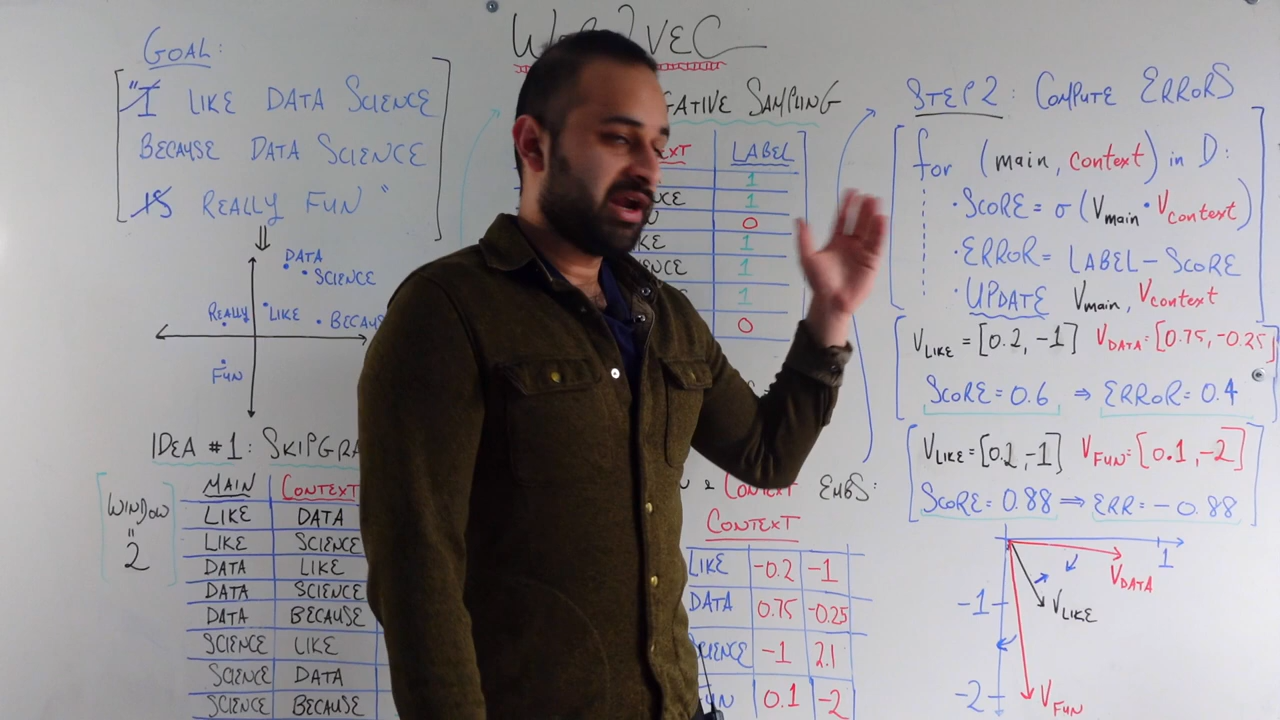 GOAL:
"I LIKE DATA SCIENCE
BECAUSE DATA SCIENCE
IS REALLY FUN"
DATA
SCIENCE
REALLY
LIKE
FUN
IDEA #1:
WINDOW
"
2
MAIN CONTEXT
LIKE DATA
LIKE SCIENCE
DATA LIKE
DATA SCIENCE
DATA BECAUSE
SCIENCE LIKE
SCIENCE DATA
SCIENCE BECAUSE
SAMPLING
LABEL
1
1
0
1
1
1
0
& CONTEXT EMBS:
CONTEXT
LIKE -0.2 -1
DATA 0.75 -0.25
-1 2.1
0.1 -2
STEP 2: COMPUTE ERRORS
for (main, context) in D:
· SCORE = σ(Vmain · Vcontext)
· ERROR = LABEL - SCORE
· UPDATE Vmain, Vcontext
VLIKE = [0.2, -1] VDATA = [0.75, -0.25]
SCORE = 0.6 ⇒ ERROR = 0.4
VLIKE = [0.2, -1] VFUN = [0.1, -2]
SCORE = 0.88 ⇒ ERR = -0.88
1
VDATA
-1
VLIKE
-2
VFUN